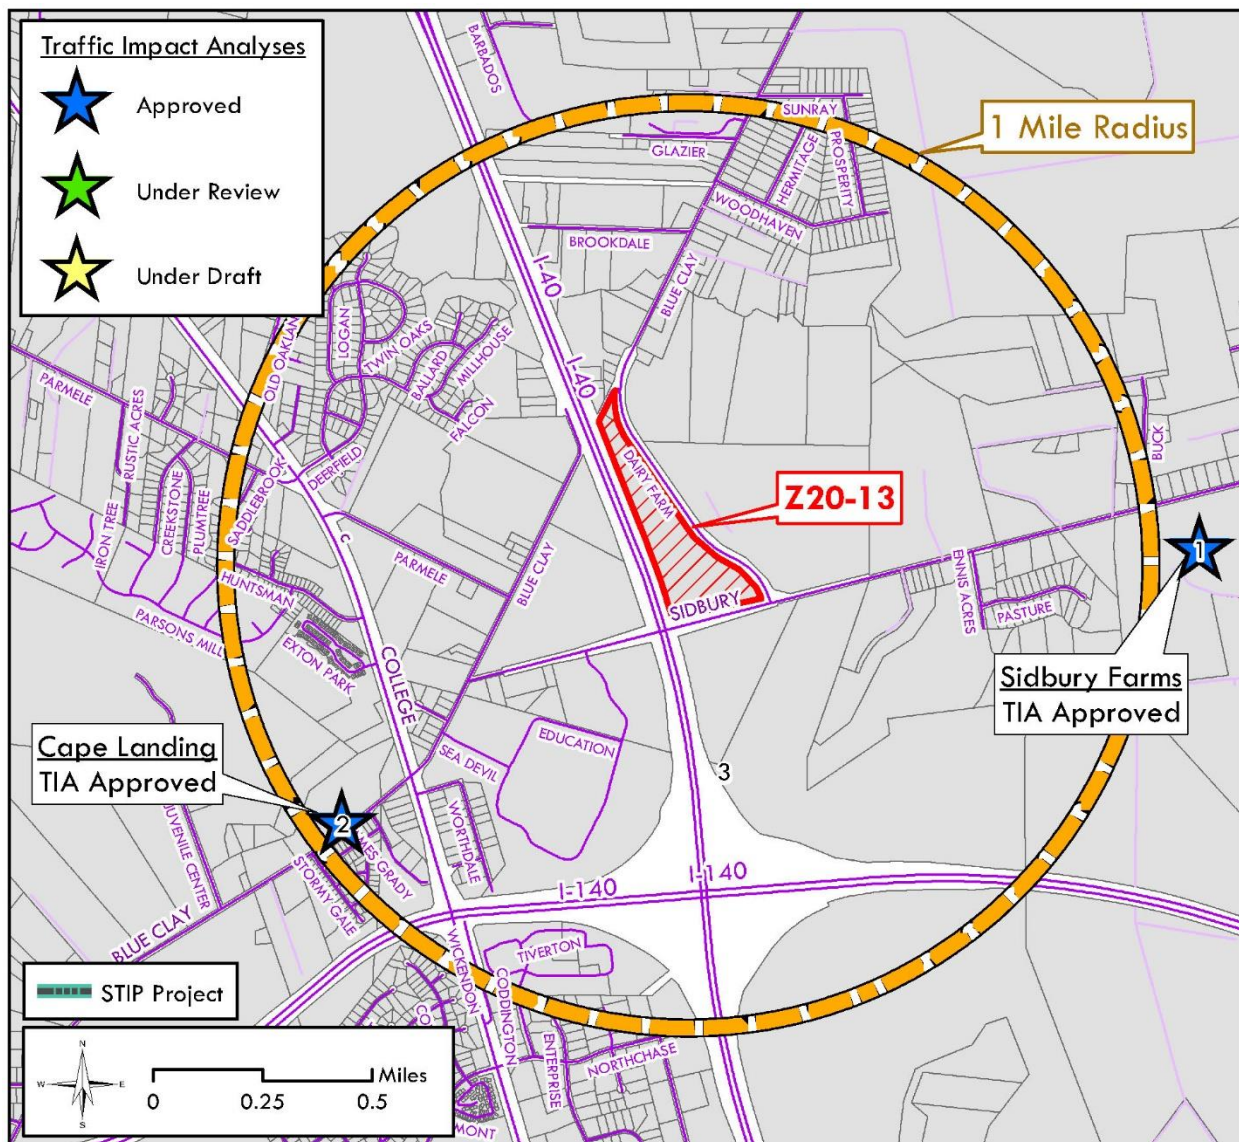 Traffic Impact Analyses
Approved
Under Review
Under Draft
BARBADOS
SUNRAY
1 Mile Radius
GLAZIER
HERMITAGE
PROSPERITY
WOODHAVEN
BROOKDALE
I-40
BLUE CLAY
I-40
LOGAN
TWIN OAKS
BALLARD
MILLHOUSE
FALCON
PARMELE
RUSTIC ACRES
SADDLEBROOK
DEERFIELD
DAIRY FARM
BUCK
Z20-13
IRON TREE
CREEKSTONE
PLUMTREE
C
PARMELE
BLUE CLAY
HUNTSMAN
PARSONS MILL
EXTON PARK
COLLEGE
SIDBURY
ENNIS ACRES
PASTURE
1
Sidbury Farms
TIA Approved
Cape Landing
TIA Approved
SEA DEVIL
EDUCATION
3
2
JUVENILE CENTER
STORMY GALE
WORTHDALE
I-140
I-140
BLUE CLAY
WICKENDON
CODDINGTON
TIVERTON
ENTERPRISE
NORTHCHASE
STIP Project
N
W
E
S
Miles
0
0.25
0.5